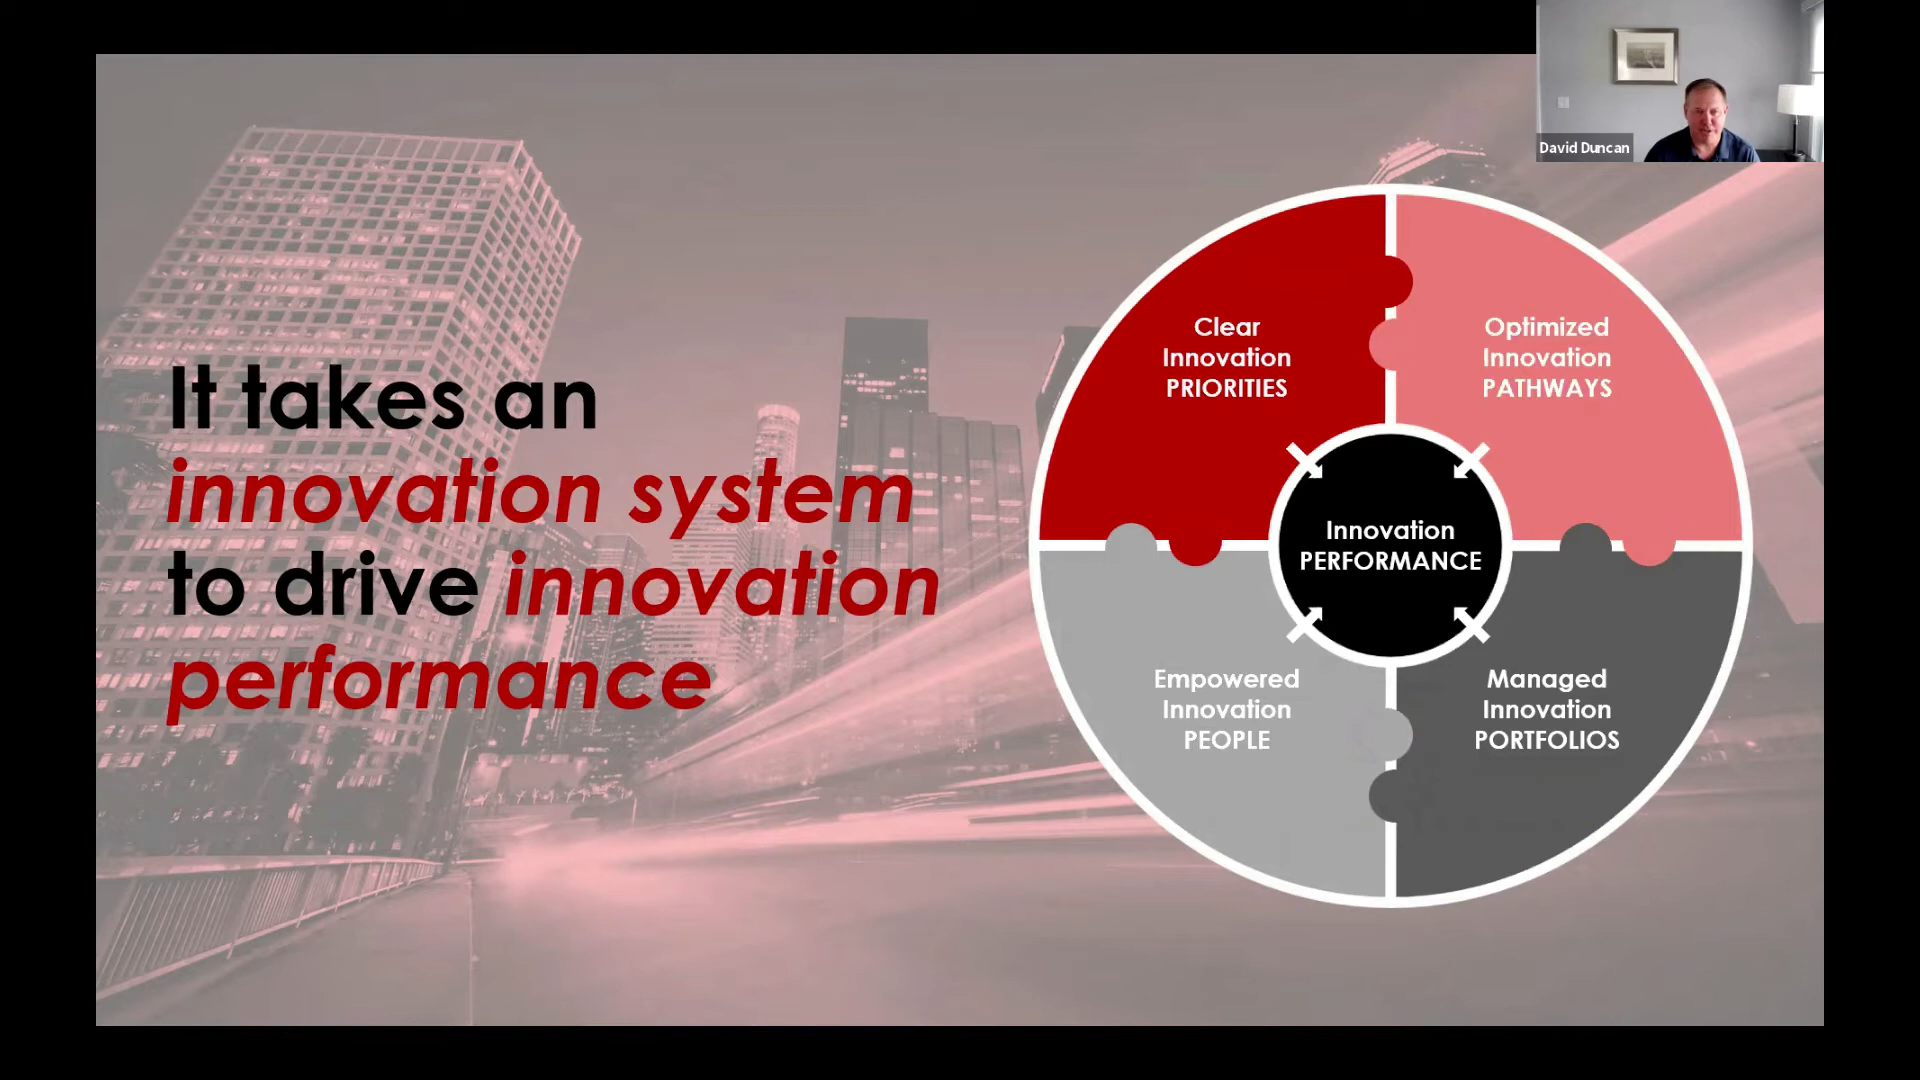 David Duncan
It takes an
innovation system
to drive innovation
performance
Clear
Innovation
PRIORITIES
Optimized
Innovation
PATHWAYS
Innovation
PERFORMANCE
Empowered
Innovation
PEOPLE
Managed
Innovation
PORTFOLIOS